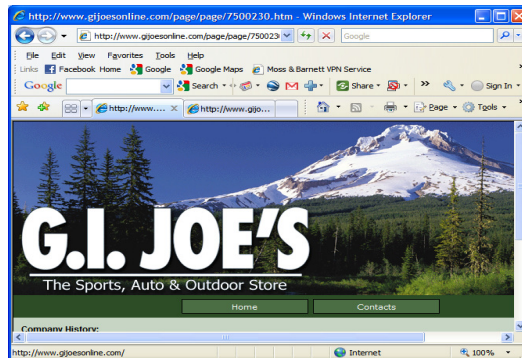 http://www.gijoesonline.com/page/page/7500230.htm - Windows Internet Explorer
http://www.gijoesonline.com/page/page/7500230 Google
File Edit View Favorites Tools Help
Links Facebook Home Google Google Maps Moss & Barnett VPN Service
Google Search Share Sign In
http://www.... http://www.gijo... Page Tools
G.I. JOE'S
The Sports, Auto & Outdoor Store
Home Contacts
Company History:
http://www.gijoesonline.com/ Internet 100%